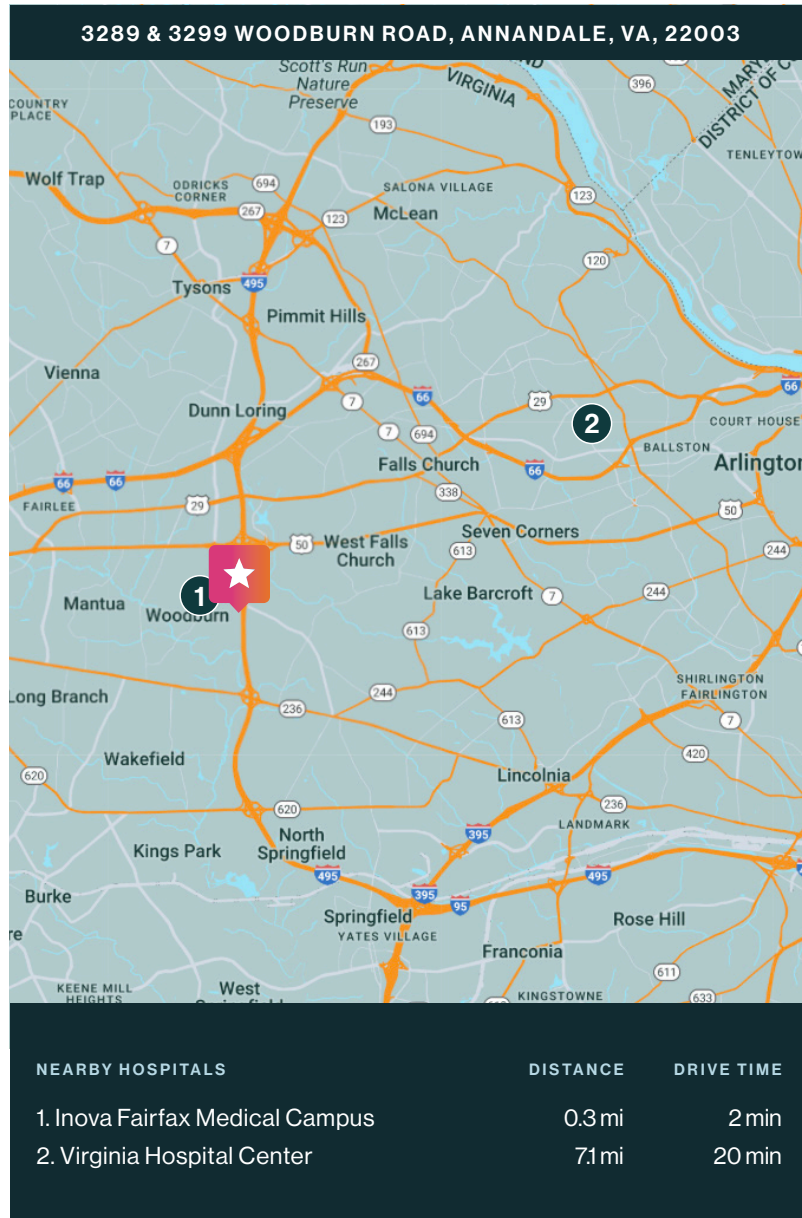 3289 & 3299 WOODBURN ROAD, ANNANDALE, VA, 22003
Scott's Run
Nature
Preserve
VIRGINIA
396
DISTRICT OF
COUNTRY
PLACE
193
TENLEYTOW
Wolf Trap
ODRICKS
CORNER
694
SALONA VILLAGE
123
267
123
McLean
7
120
Tysons
495
Pimmit Hills
267
Vienna
66
7
66
29
Dunn Loring
2
COURT HOUSE
7
694
BALLSTON
Falls Church
66
Arlington
66
66
338
FAIRLEE
29
50
Seven Corners
50
West Falls
Church
613
244
1
Lake Barcroft
7
244
Mantua
Woodburn
613
SHIRLINGTON
FAIRLINGTON
Long Branch
244
236
613
7
Wakefield
420
620
Lincolnia
620
236
North
Springfield
395
LANDMARK
Kings Park
495
495
Burke
395
95
re
Springfield
Rose Hill
YATES VILLAGE
Franconia
611
KEENE MILL
HEIGHTS
West
Springfield
KINGSTOWNE
633
NEARBY HOSPITALS DISTANCE DRIVE TIME
1. Inova Fairfax Medical Campus 0.3 mi 2 min
2. Virginia Hospital Center 7.1 mi 20 min